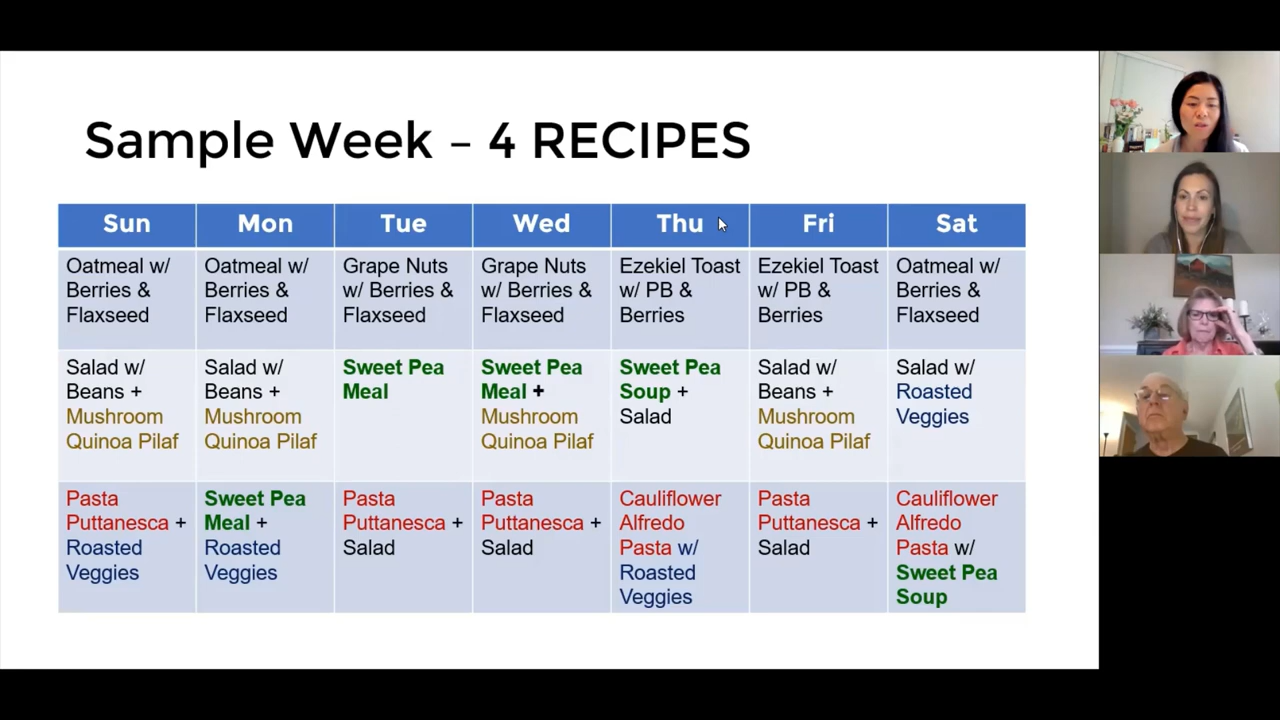 Sample Week – 4 RECIPES
Sun
Mon
Tue
Wed
Thu
Fri
Sat
Oatmeal w/
Berries &
Flaxseed
Oatmeal w/
Berries &
Flaxseed
Grape Nuts
w/ Berries &
Flaxseed
Grape Nuts
w/ Berries &
Flaxseed
Ezekiel Toast
w/ PB &
Berries
Ezekiel Toast
w/ PB &
Berries
Oatmeal w/
Berries &
Flaxseed
Salad w/
Beans +
Mushroom
Quinoa Pilaf
Salad w/
Beans +
Mushroom
Quinoa Pilaf
Sweet Pea
Meal
Sweet Pea
Meal +
Mushroom
Quinoa Pilaf
Sweet Pea
Soup +
Salad
Salad w/
Beans +
Mushroom
Quinoa Pilaf
Salad w/
Roasted
Veggies
Pasta
Puttanesca +
Roasted
Veggies
Sweet Pea
Meal +
Roasted
Veggies
Pasta
Puttanesca +
Salad
Pasta
Puttanesca +
Salad
Cauliflower
Alfredo
Pasta w/
Roasted
Veggies
Pasta
Puttanesca +
Salad
Cauliflower
Alfredo
Pasta w/
Sweet Pea
Soup